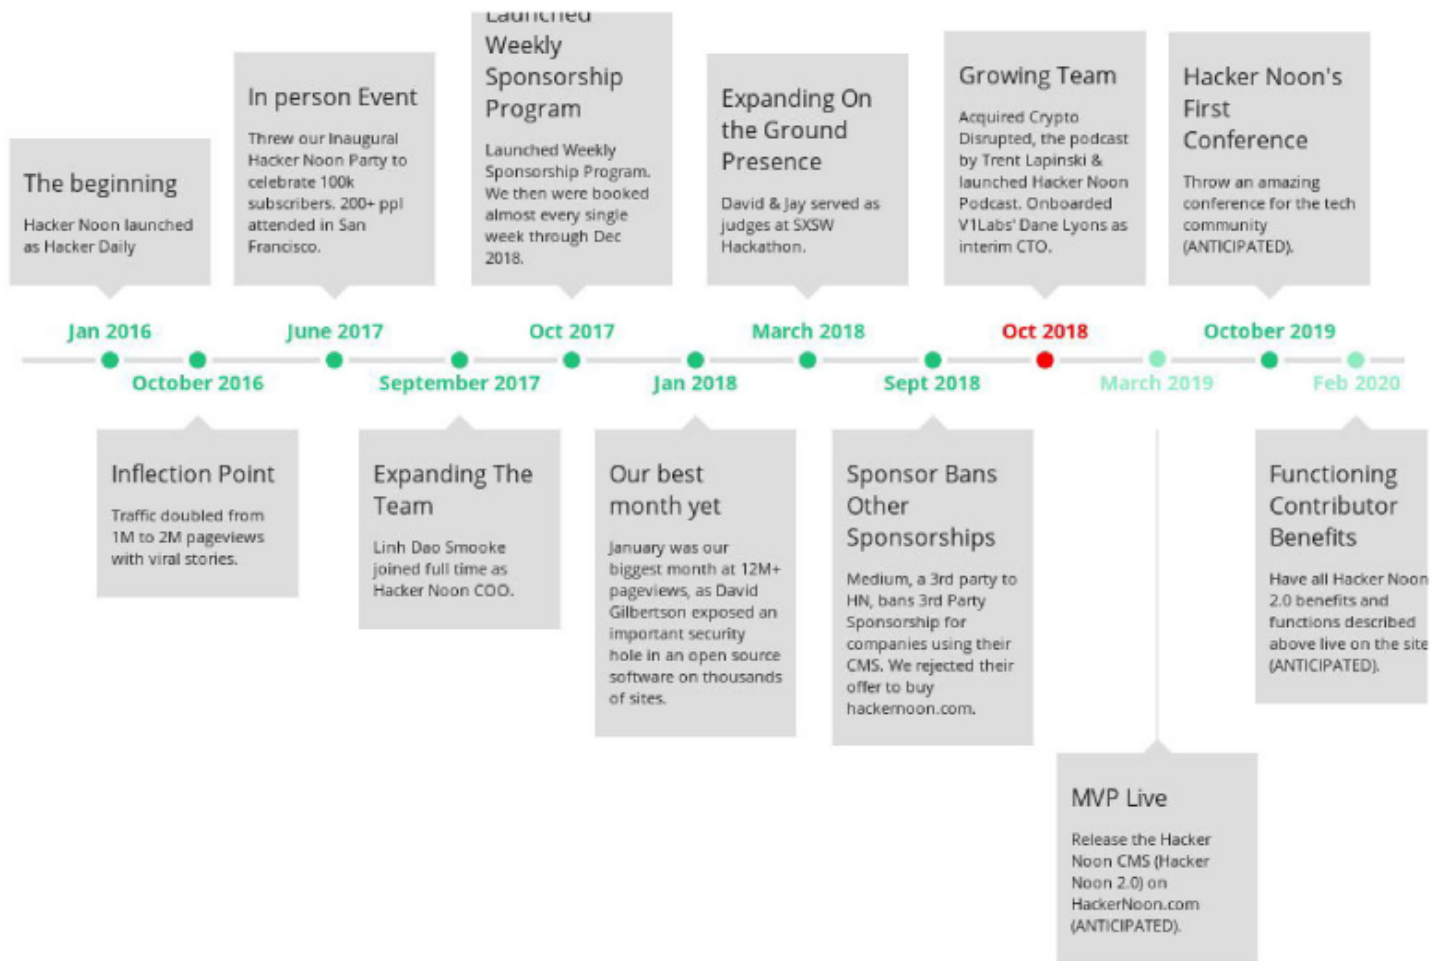 The beginning
Hacker Noon launched
as Hacker Daily
Jan 2016
October 2016
Inflection Point
Traffic doubled from
1M to 2M pageviews
with viral stories.
In person Event
Threw our Inaugural
Hacker Noon Party to
celebrate 100k
subscribers. 200+ ppl
attended in San
Francisco.
June 2017
September 2017
Expanding The
Team
Linh Dao Smooke
joined full time as
Hacker Noon COO.
Launched
Weekly
Sponsorship
Program
Launched Weekly
Sponsorship Program.
We then were booked
almost every single
week through Dec
2018.
Oct 2017
Jan 2018
Our best
month yet
January was our
biggest month at 12M+
pageviews, as David
Gilbertson exposed an
important security
hole in an open source
software on thousands
of sites.
Expanding On
the Ground
Presence
David & Jay served as
judges at SXSW
Hackathon.
March 2018
Sept 2018
Sponsor Bans
Other
Sponsorships
Medium, a 3rd party to
HN, bans 3rd Party
Sponsorship for
companies using their
CMS. We rejected their
offer to buy
hackernoon.com.
Growing Team
Acquired Crypto
Disrupted, the podcast
by Trent Lapinski &
launched Hacker Noon
Podcast. Onboarded
V1Labs' Dane Lyons as
interim CTO.
Oct 2018
March 2019
MVP Live
Release the Hacker
Noon CMS (Hacker
Noon 2.0) on
HackerNoon.com
(ANTICIPATED).
Hacker Noon's
First
Conference
Throw an amazing
conference for the tech
community
(ANTICIPATED).
October 2019
Feb 2020
Functioning
Contributor
Benefits
Have all Hacker Noon
2.0 benefits and
functions described
above live on the site
(ANTICIPATED).